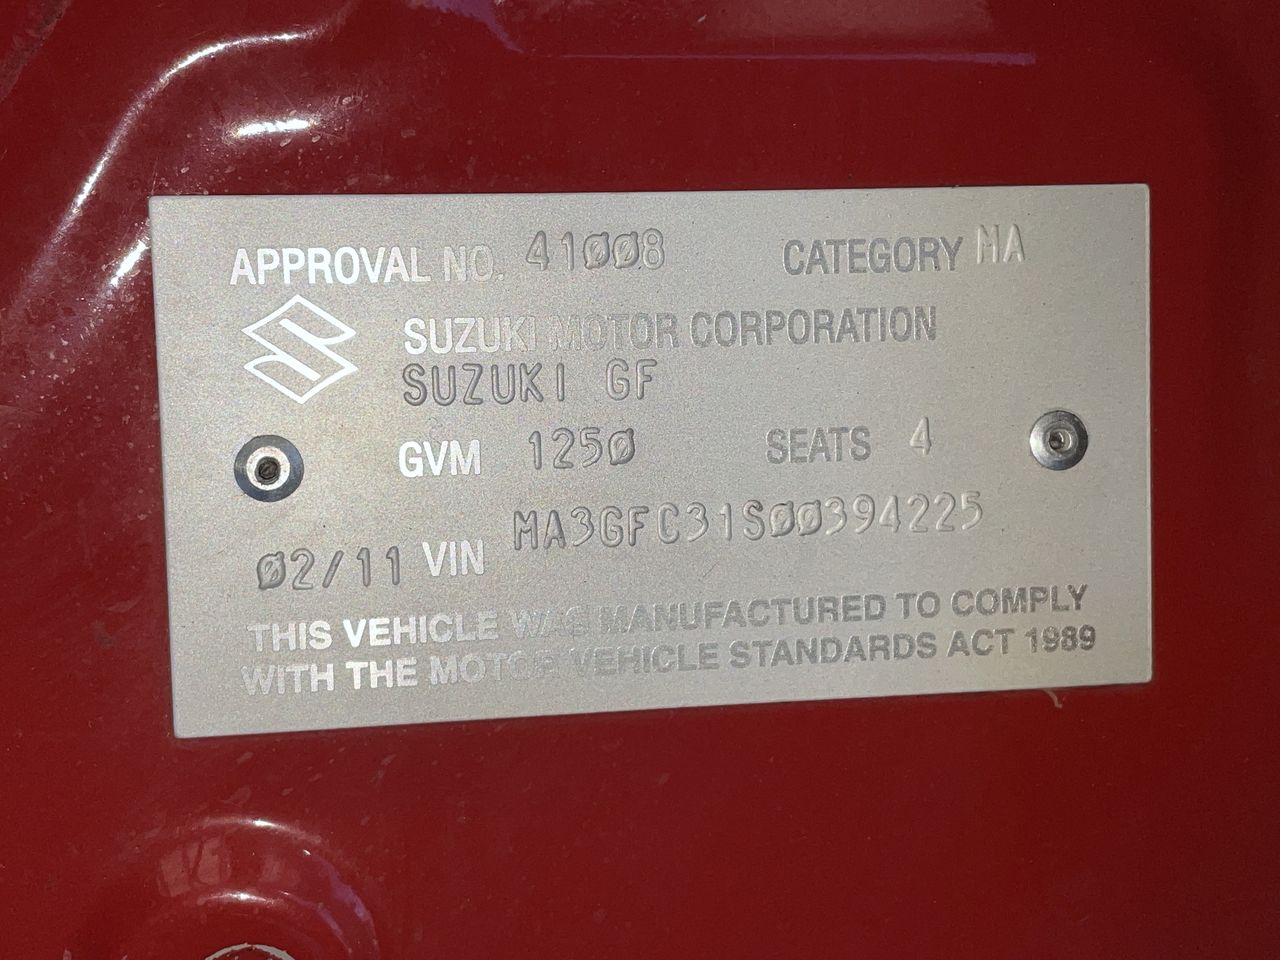 APPROVAL NO. 41008 CATEGORY MA
SUZUKI MOTOR CORPORATION
SUZUKI GF
GVM 1250 SEATS 4
MA3GFC31S00394225
02/11 VIN
THIS VEHICLE WAS MANUFACTURED TO COMPLY
WITH THE MOTOR VEHICLE STANDARDS ACT 1989